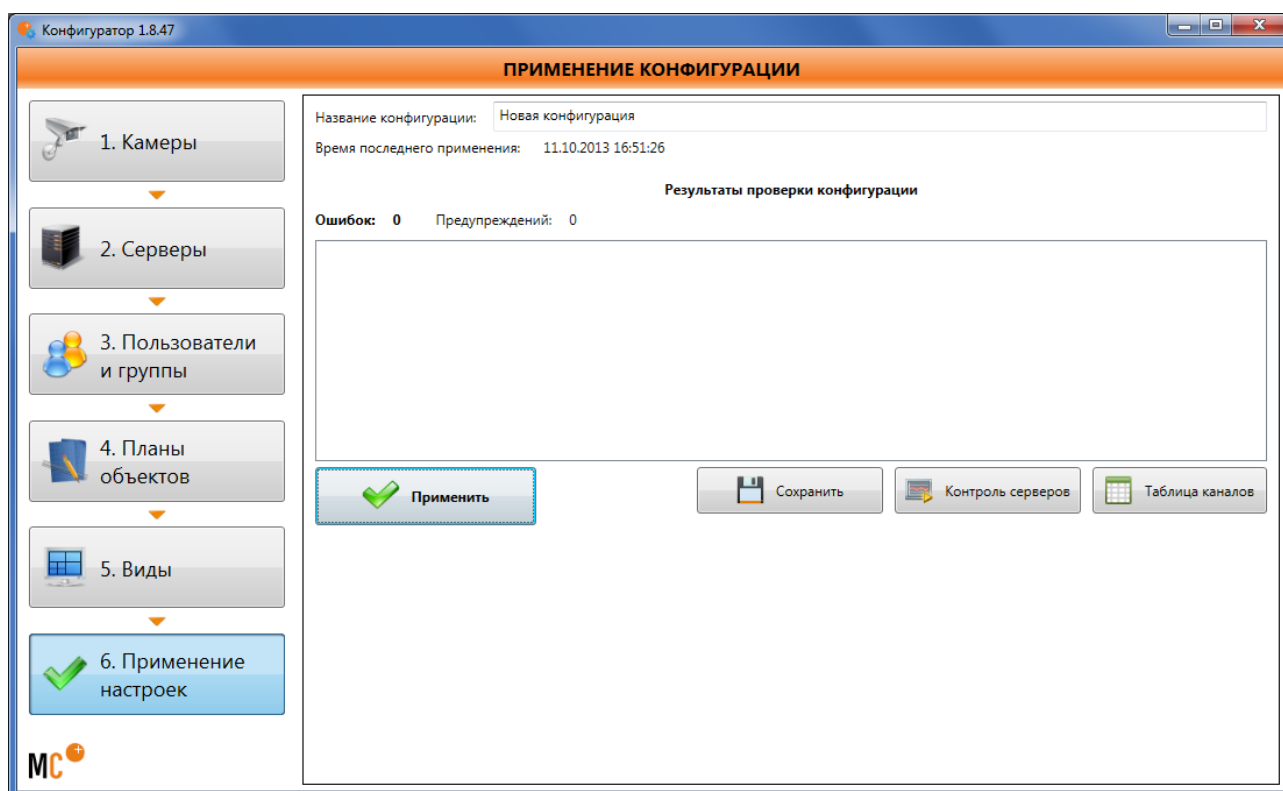 Конфигуратор 1.8.47
ПРИМЕНЕНИЕ КОНФИГУРАЦИИ
1. Камеры
2. Серверы
3. Пользователи
и группы
4. Планы
объектов
5. Виды
6. Применение
настроек
MC+
Название конфигурации: Новая конфигурация
Время последнего применения: 11.10.2013 16:51:26
Результаты проверки конфигурации
Ошибок: 0 Предупреждений: 0
Применить
Сохранить
Контроль серверов
Таблица каналов